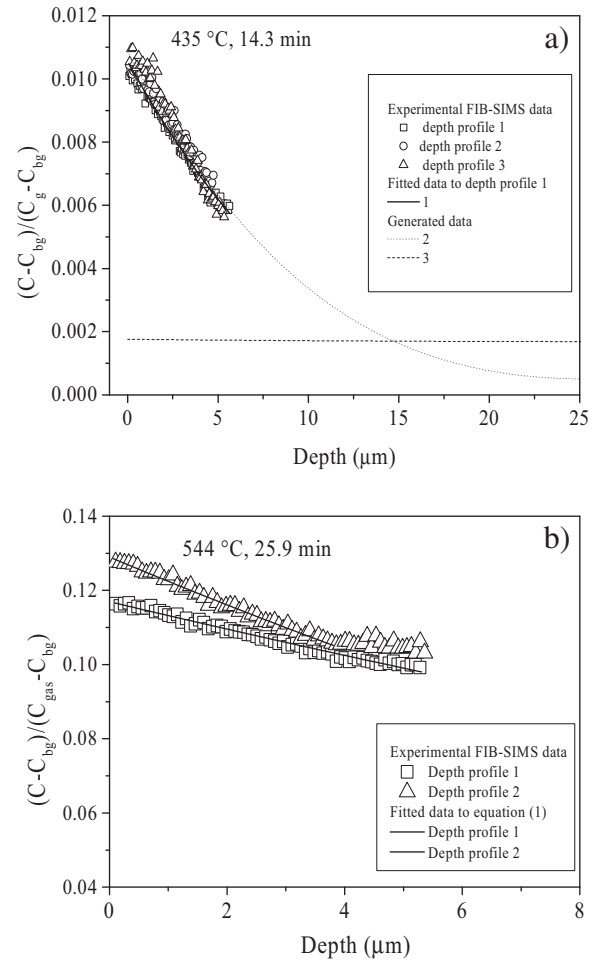 435 °C, 14.3 min
a)
Experimental FIB-SIMS data
depth profile 1
depth profile 2
depth profile 3
Fitted data to depth profile 1
1
Generated data
2
3
(C-C_bg)/(C_g-C_bg)
0.012
0.010
0.008
0.006
0.004
0.002
0.000
0 5 10 15 20 25
Depth (μm)
544 °C, 25.9 min
b)
Experimental FIB-SIMS data
Depth profile 1
Depth profile 2
Fitted data to equation (1)
Depth profile 1
Depth profile 2
(C-C_bg)/(C_gas-C_bg)
0.14
0.12
0.10
0.08
0.06
0.04
0 2 4 6 8
Depth (μm)